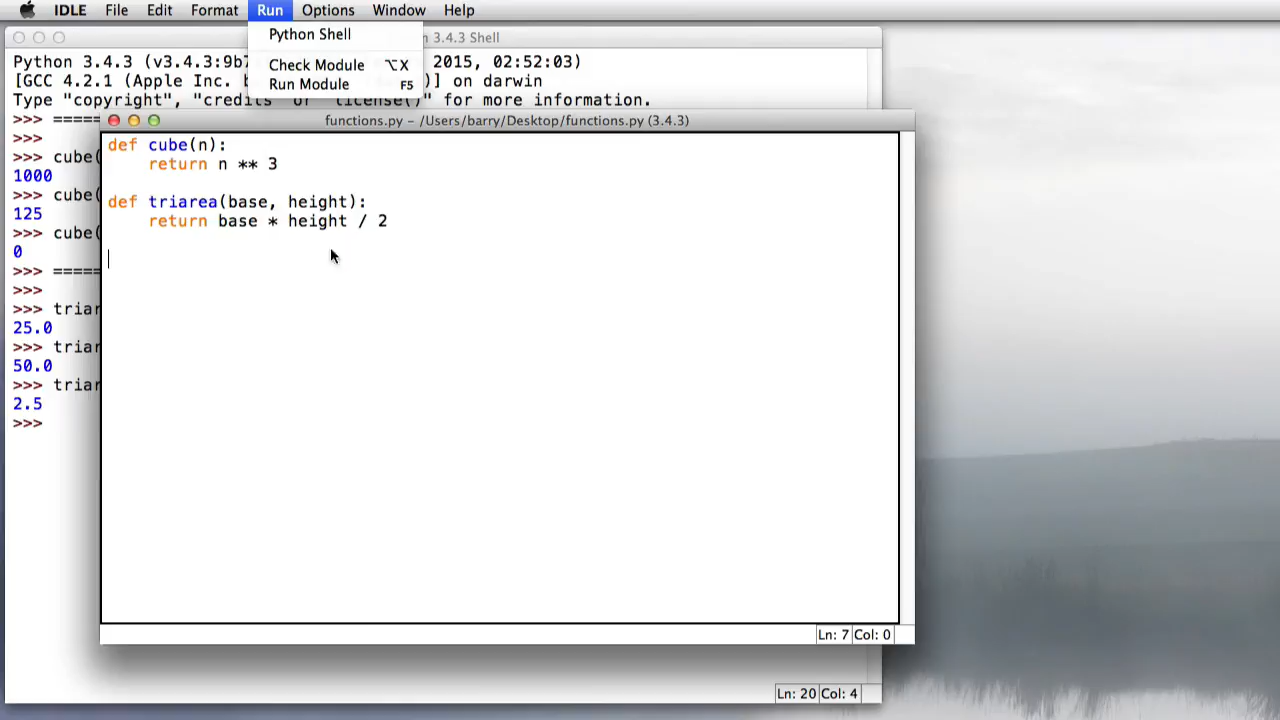 IDLE File Edit Format Run Options Window Help
Python Shell
Check Module ⌥X
Run Module F5
n 3.4.3 Shell
Python 3.4.3 (v3.4.3:9b7 2015, 02:52:03)
[GCC 4.2.1 (Apple Inc. b )] on darwin
Type "copyright", "credits" or "license()" for more information.
>>> =====
>>>
>>> cube(
1000
>>> cube(
125
>>> cube(
0
>>> =====
>>>
>>> triar
25.0
>>> triar
50.0
>>> triar
2.5
>>>
functions.py – /Users/barry/Desktop/functions.py (3.4.3)
def cube(n):
    return n ** 3
def triarea(base, height):
    return base * height / 2
Ln: 7 Col: 0
Ln: 20 Col: 4